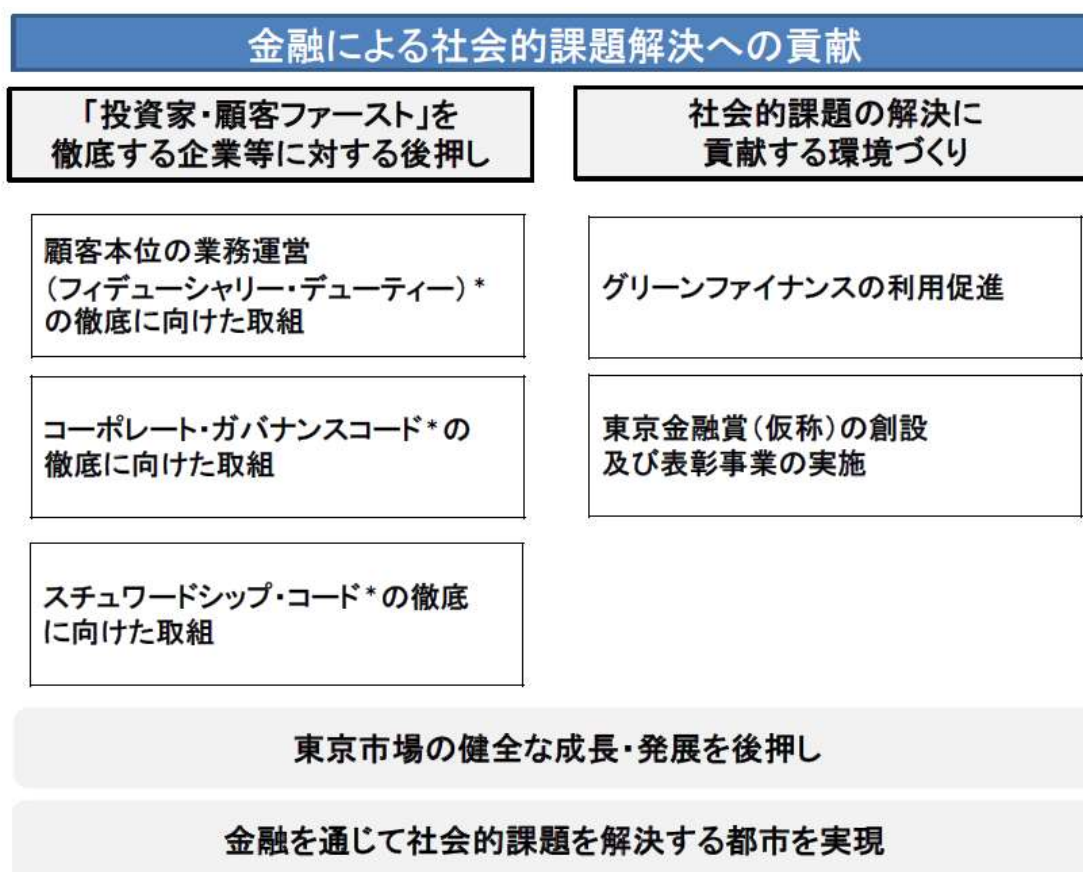 金融による社会的課題解決への貢献
「投資家・顧客ファースト」を
徹底する企業等に対する後押し
顧客本位の業務運営
（フィデューシャリー・デューティー）*
の徹底に向けた取組
コーポレート・ガバナンスコード*の
徹底に向けた取組
スチュワードシップ・コード*の徹底
に向けた取組
社会的課題の解決に
貢献する環境づくり
グリーンファイナンスの利用促進
東京金融賞（仮称）の創設
及び表彰事業の実施
東京市場の健全な成長・発展を後押し
金融を通じて社会的課題を解決する都市を実現